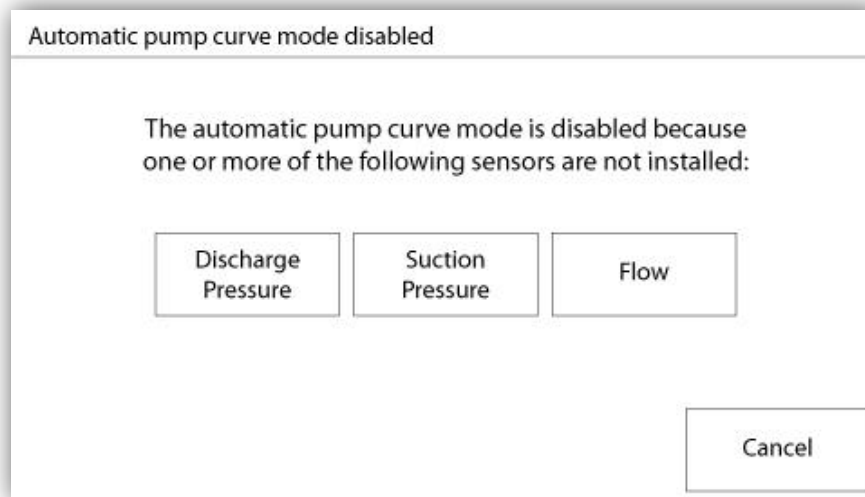 Automatic pump curve mode disabled
The automatic pump curve mode is disabled because
one or more of the following sensors are not installed:
Discharge
Pressure
Suction
Pressure
Flow
Cancel